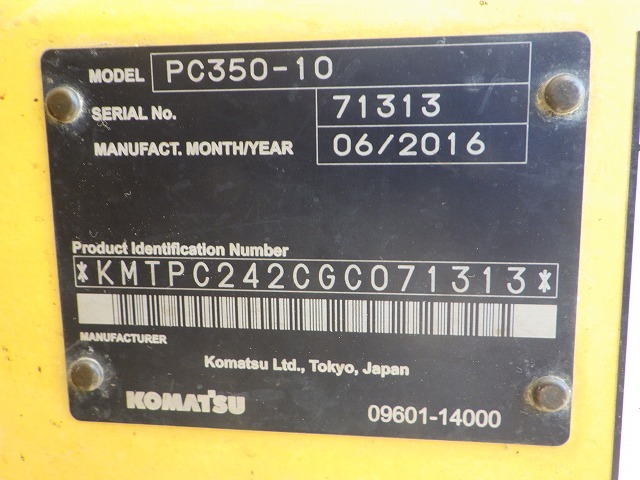 MODEL PC350-10
SERIAL No. 71313
MANUFACT. MONTH/YEAR 06/2016
Product Identification Number
*KMTPC242CGC071313*
MANUFACTURER
Komatsu Ltd., Tokyo, Japan
KOMATSU
09601-14000